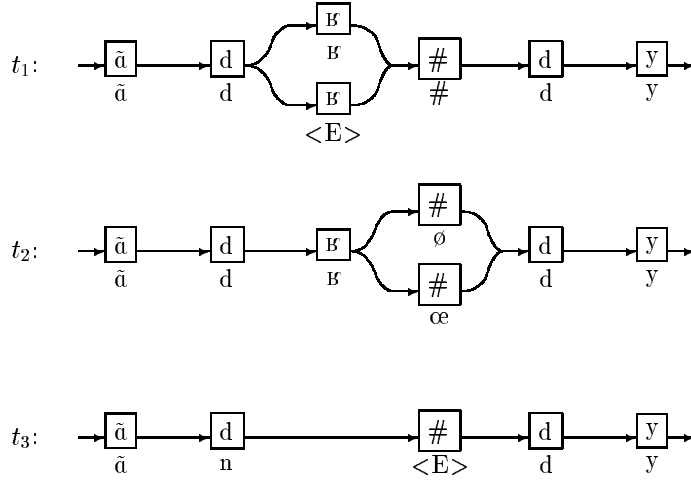 ʁ
ʁ
t1: ɑ̃ d # d y
ɑ̃ d # d y
ʁ
<E>
#
ø
t2: ɑ̃ d ʁ d y
ɑ̃ d ʁ d y
#
œ
t3: ɑ̃ d # d y
ɑ̃ n <E> d y